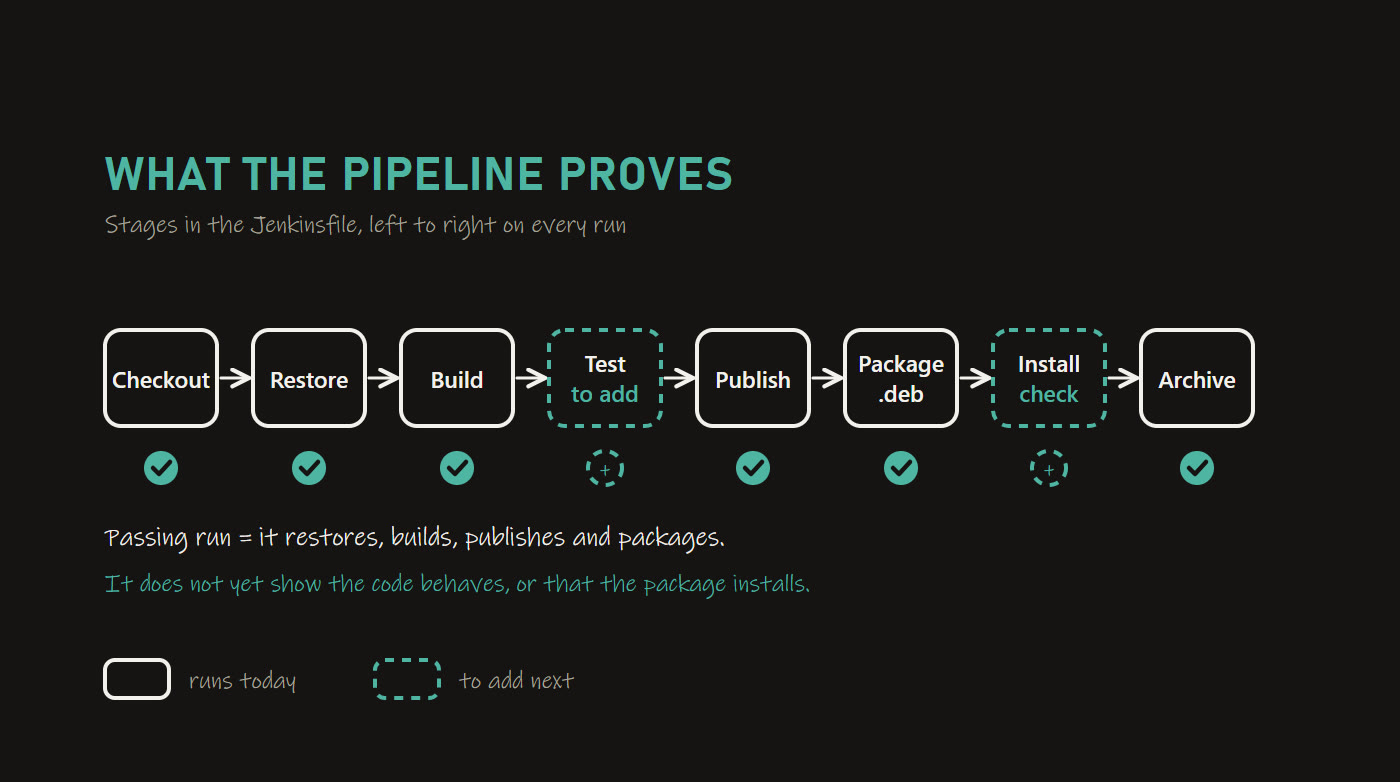 WHAT THE PIPELINE PROVES
Stages in the Jenkinsfile, left to right on every run
Checkout
Restore
Build
Test
to add
Publish
Package
.deb
Install
check
Archive
+
+
Passing run = it restores, builds, publishes and packages.
It does not yet show the code behaves, or that the package installs.
runs today
to add next